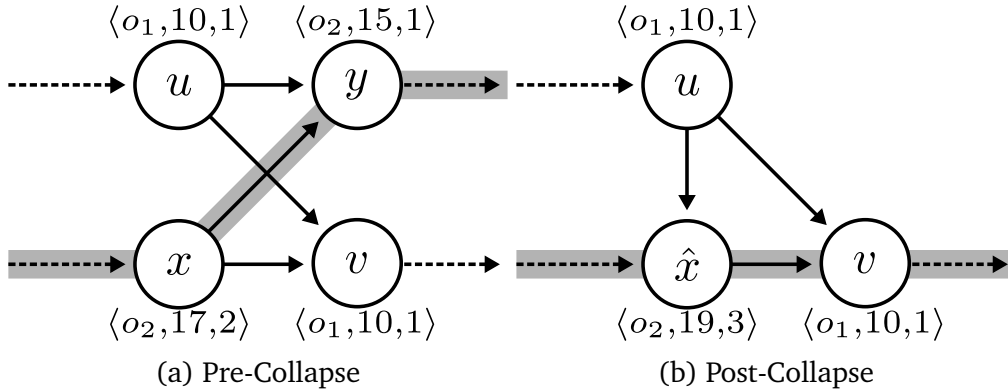 ⟨o₁,10,1⟩ ⟨o₂,15,1⟩ ⟨o₁,10,1⟩
u y u
x v x̂ v
⟨o₂,17,2⟩ ⟨o₁,10,1⟩ ⟨o₂,19,3⟩ ⟨o₁,10,1⟩
(a) Pre-Collapse (b) Post-Collapse